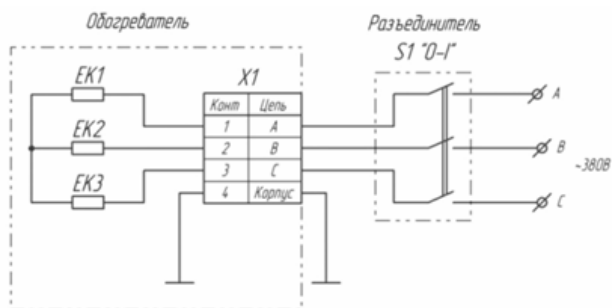 Обогреватель
Разъединитель
S1 "0-I"
X1
Конт Цепь
EK1
1 A
A
EK2
2 B
B
~380В
EK3
3 C
C
4 Корпус